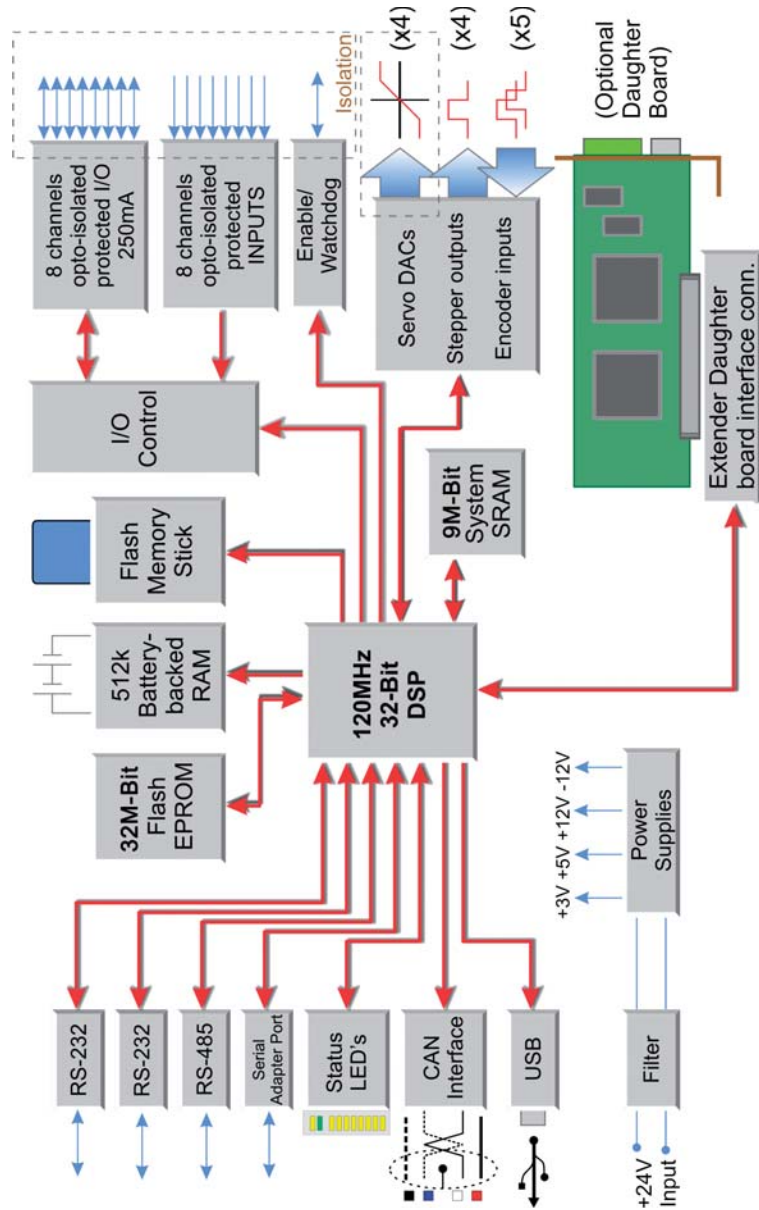 RS-232
RS-232
RS-485
Serial
Adapter Port
Status
LED's
CAN
Interface
USB
32M-Bit
Flash
EPROM
512k
Battery-
backed
RAM
Flash
Memory
Stick
I/O
Control
8 channels
opto-isolated
protected I/O
250mA
8 channels
opto-isolated
protected
INPUTS
Enable/
Watchdog
Isolation
120MHz
32-Bit
DSP
9M-Bit
System
SRAM
Servo DACs
Stepper outputs
Encoder inputs
(x4)
(x4)
(x5)
(Optional
Daughter
Board)
Extender Daughter
board interface conn.
+24V
Input
Filter
Power
Supplies
+3V +5V +12V -12V